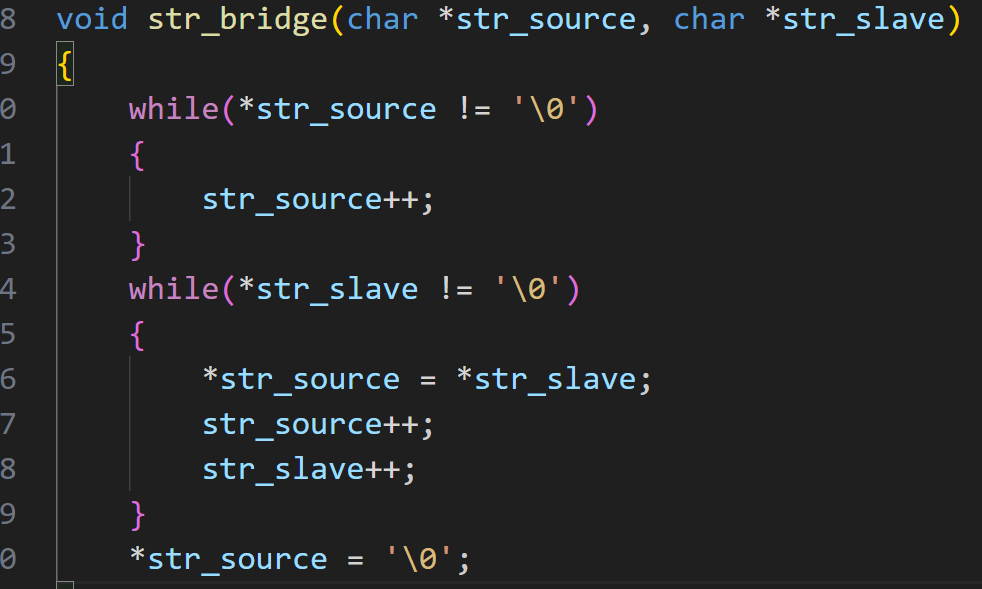 8 void str_bridge(char *str_source, char *str_slave)
9 {
0 while(*str_source != '\0')
1 {
2 str_source++;
3 }
4 while(*str_slave != '\0')
5 {
6 *str_source = *str_slave;
7 str_source++;
8 str_slave++;
9 }
0 *str_source = '\0';